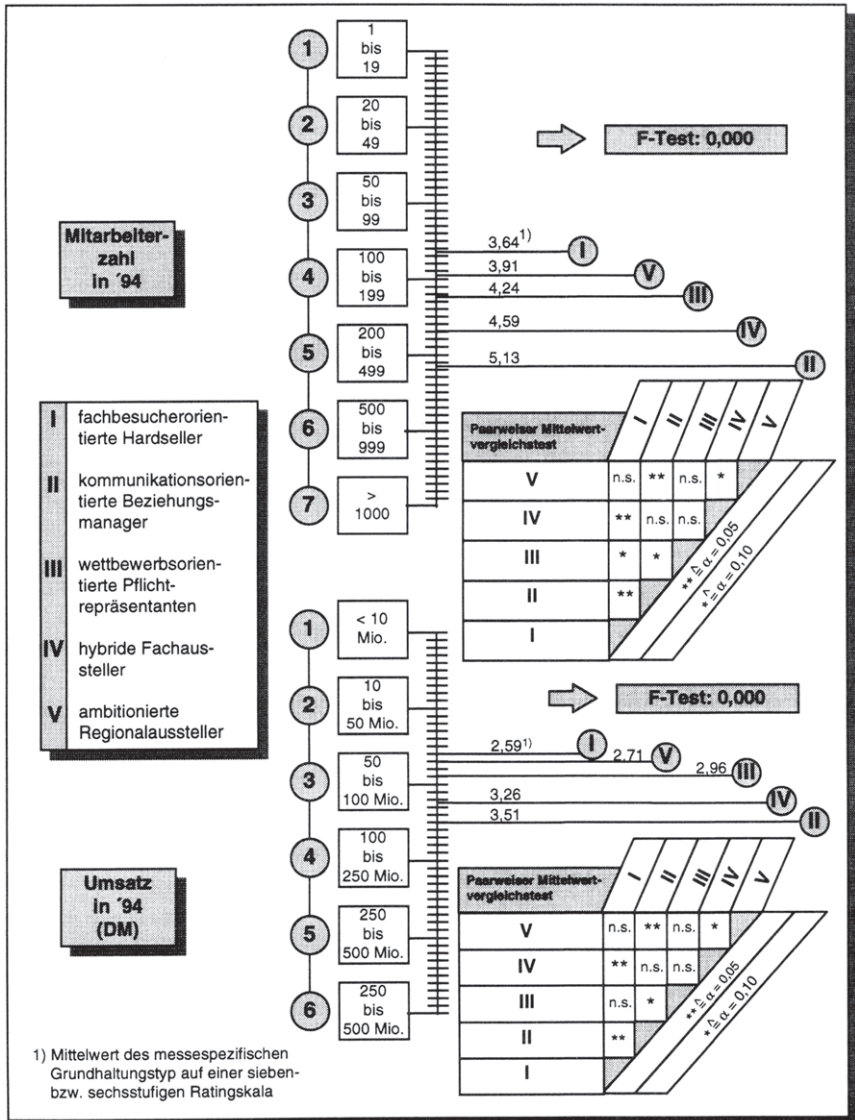 1
1
bis
19
2
20
bis
49
3
50
bis
99
4
100
bis
199
5
200
bis
499
6
500
bis
999
7
>
1000
Mitarbeiter-
zahl
in ´94
F-Test: 0,000
3,64 1)
I
3,91
V
4,24
III
4,59
IV
5,13
II
I fachbesucherorien-
tierte Hardseller
II kommunikationsorien-
tierte Beziehungs-
manager
III wettbewerbsorien-
tierte Pflicht-
repräsentanten
IV hybride Fachaus-
steller
V ambitionierte
Regionalaussteller
Paarweiser Mittelwert-
vergleichstest
I II III IV V
V n.s. ** n.s. *
IV ** n.s. n.s.
III * *
II **
I
** ≙ α = 0,05
* ≙ α = 0,10
1
< 10
Mio.
2
10
bis
50 Mio.
3
50
bis
100 Mio.
4
100
bis
250 Mio.
5
250
bis
500 Mio.
6
250
bis
500 Mio.
Umsatz
in ´94
(DM)
F-Test: 0,000
2,59 1)
I
2,71
V
2,96
III
3,26
IV
3,51
II
Paarweiser Mittelwert-
vergleichstest
I II III IV V
V n.s. ** n.s. *
IV ** n.s. n.s.
III n.s. *
II **
I
** ≙ α = 0,05
* ≙ α = 0,10
1) Mittelwert des messespezifischen
Grundhaltungstyp auf einer sieben-
bzw. sechsstufigen Ratingskala